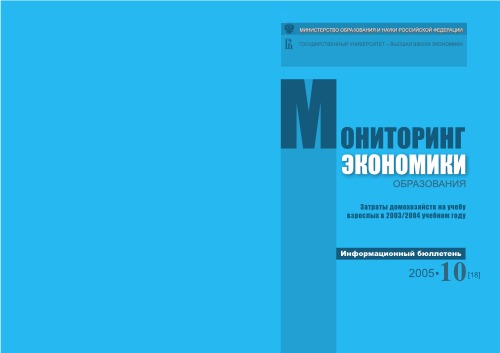 МИНИСТЕРСТВО ОБРАЗОВАНИЯ И НАУКИ РОССИЙСКОЙ ФЕДЕРАЦИИ
ГОСУДАРСТВЕННЫЙ УНИВЕРСИТЕТ – ВЫСШАЯ ШКОЛА ЭКОНОМИКИ
МОНИТОРИНГ
ЭКОНОМИКИ
ОБРАЗОВАНИЯ
Затраты домохозяйств на учебу
взрослых в 2003/2004 учебном году
Информационный бюллетень
2005•10[18]